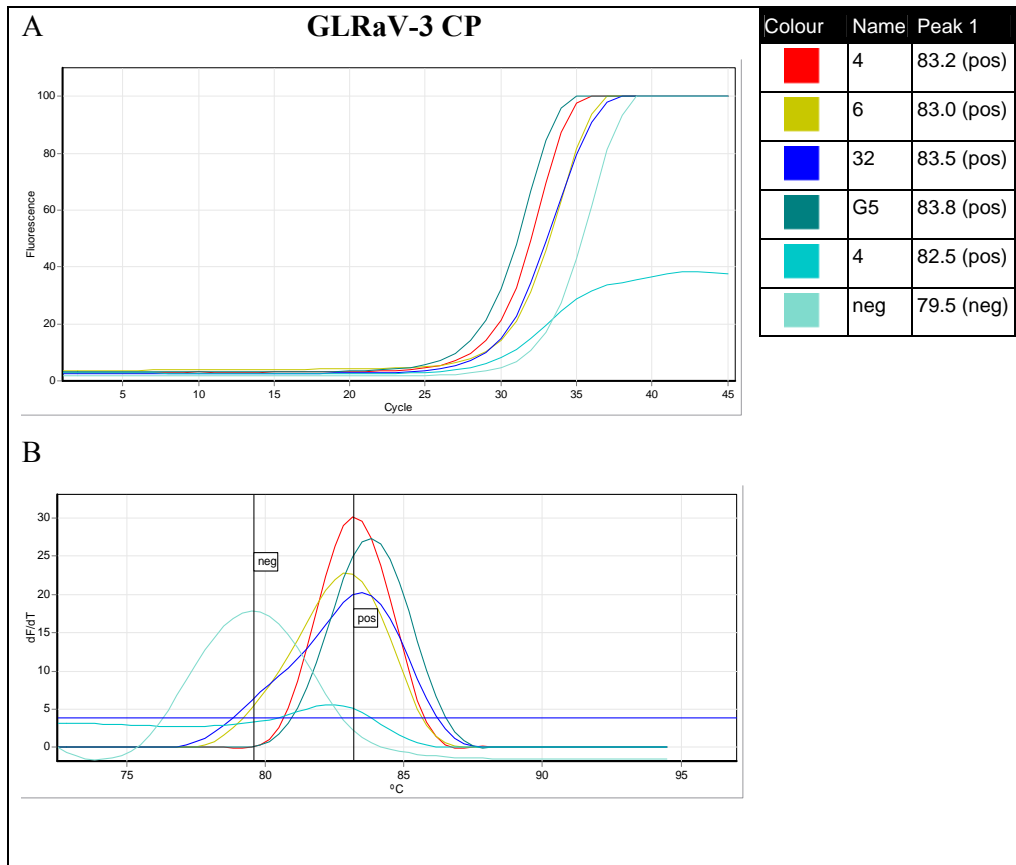 A
GLRaV-3 CP
Fluorescence
100
80
60
40
20
0
5 10 15 20 25 30 35 40 45
Cycle
Colour Name Peak 1
4 83.2 (pos)
6 83.0 (pos)
32 83.5 (pos)
G5 83.8 (pos)
4 82.5 (pos)
neg 79.5 (neg)
B
dF/dT
30
25
20
15
10
5
0
neg
pos
75 80 85 90 95
ºC